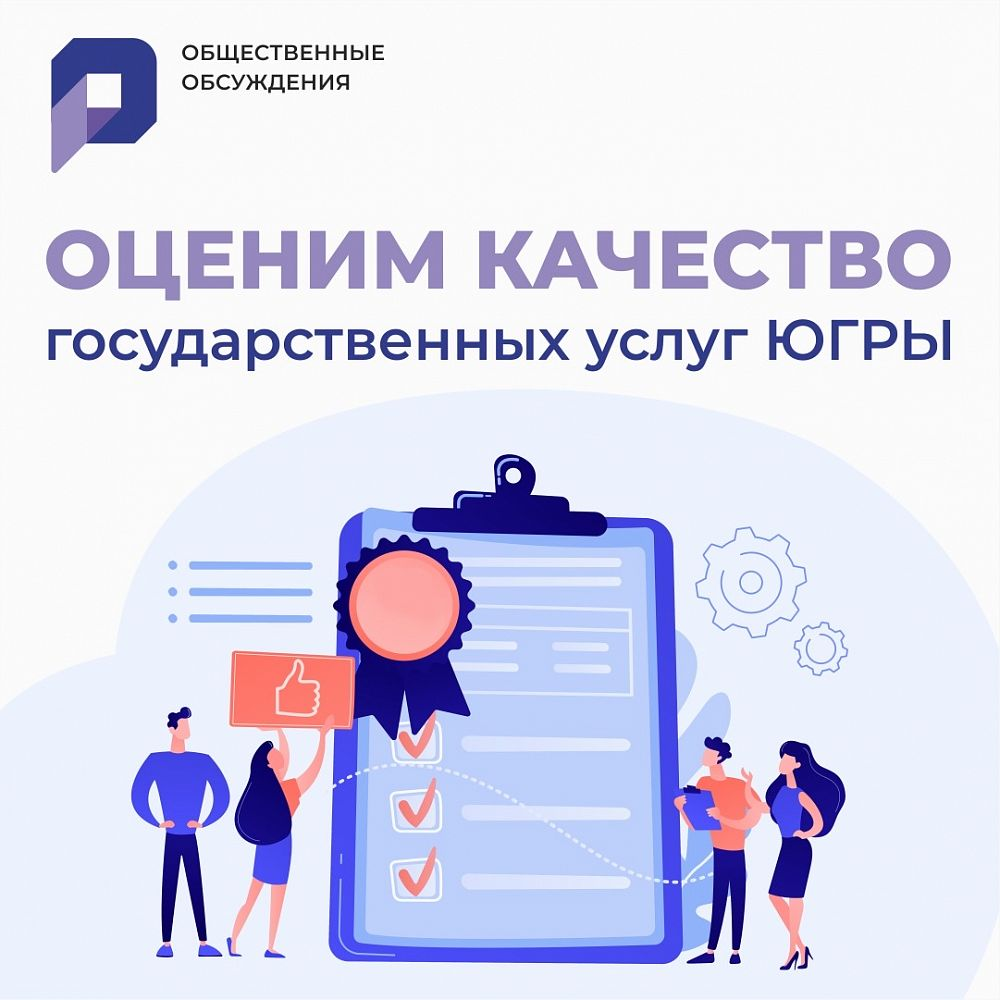 ОБЩЕСТВЕННЫЕ
ОБСУЖДЕНИЯ
ОЦЕНИМ КАЧЕСТВО
государственных услуг ЮГРЫ